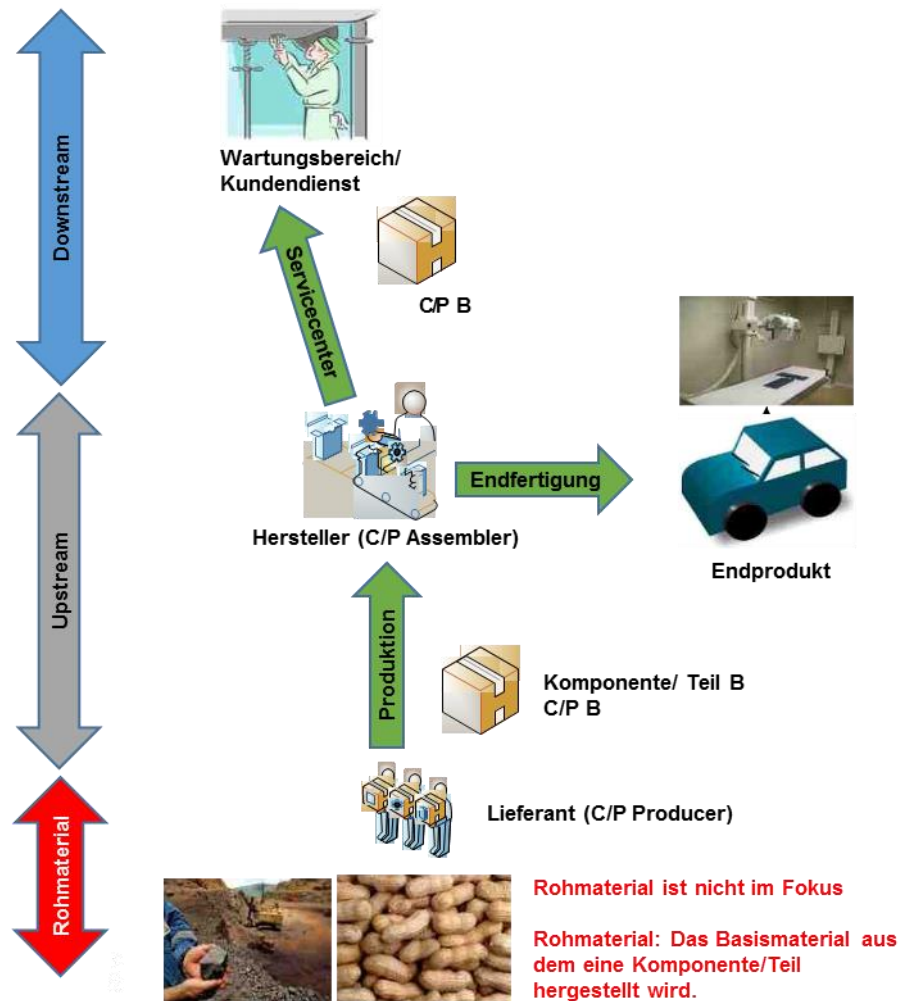 Downstream
Wartungsbereich/
Kundendienst
Servicecenter
C/P B
Upstream
Endfertigung
Hersteller (C/P Assembler)
Endprodukt
Produktion
Komponente/ Teil B
C/P B
Lieferant (C/P Producer)
Rohmaterial
Rohmaterial ist nicht im Fokus
Rohmaterial: Das Basismaterial aus
dem eine Komponente/Teil
hergestellt wird.